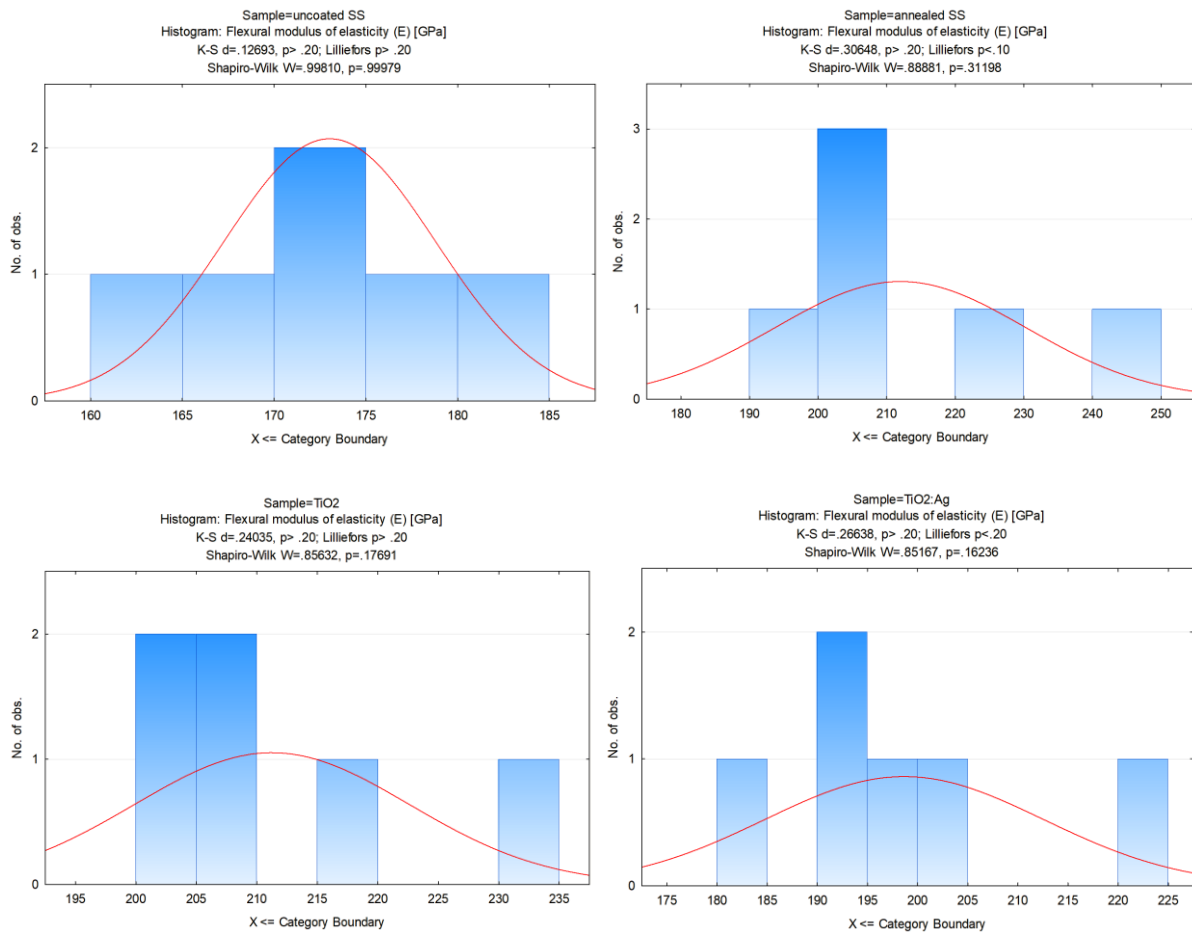 Sample=uncoated SS
Histogram: Flexural modulus of elasticity (E) [GPa]
K-S d=.12693, p> .20; Lilliefors p> .20
Shapiro-Wilk W=.99810, p=.99979
No. of obs.
2
1
0
160 165 170 175 180 185
X <= Category Boundary
Sample=annealed SS
Histogram: Flexural modulus of elasticity (E) [GPa]
K-S d=.30648, p> .20; Lilliefors p<.10
Shapiro-Wilk W=.88881, p=.31198
No. of obs.
3
2
1
0
180 190 200 210 220 230 240 250
X <= Category Boundary
Sample=TiO2
Histogram: Flexural modulus of elasticity (E) [GPa]
K-S d=.24035, p> .20; Lilliefors p> .20
Shapiro-Wilk W=.85632, p=.17691
No. of obs.
2
1
0
195 200 205 210 215 220 225 230 235
X <= Category Boundary
Sample=TiO2:Ag
Histogram: Flexural modulus of elasticity (E) [GPa]
K-S d=.26638, p> .20; Lilliefors p<.20
Shapiro-Wilk W=.85167, p=.16236
No. of obs.
2
1
0
175 180 185 190 195 200 205 210 215 220 225
X <= Category Boundary